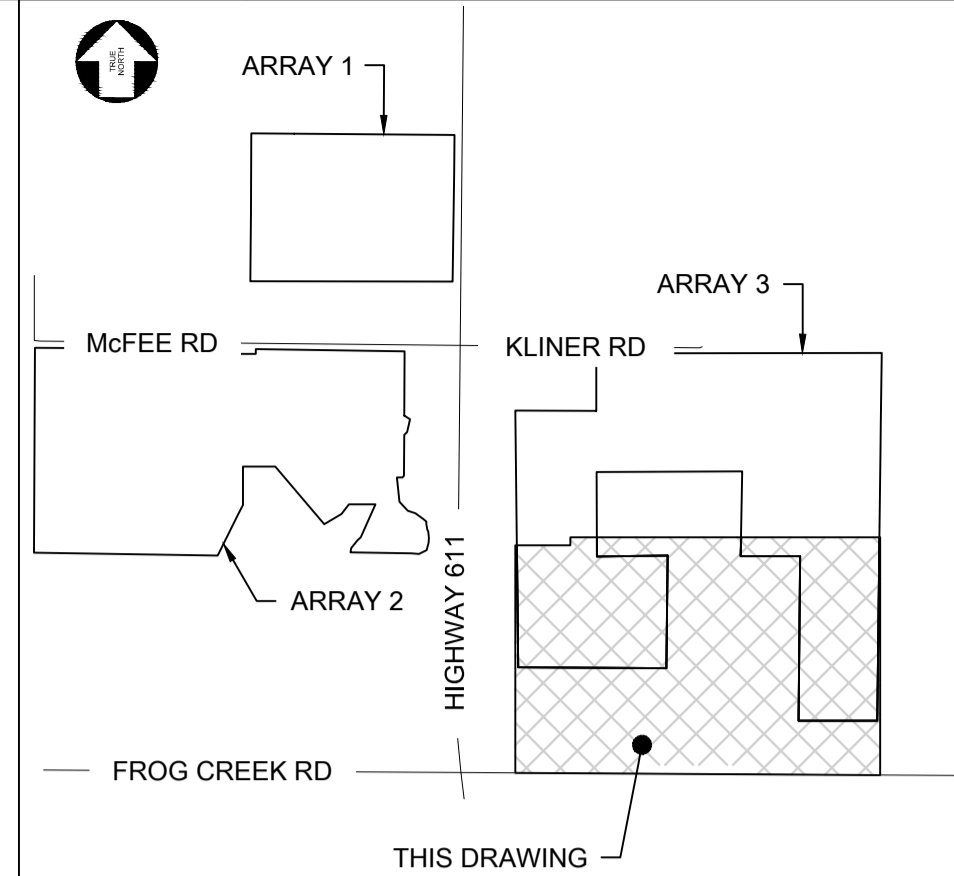 TRUE
NORTH
ARRAY 1
ARRAY 3
McFEE RD
KLINER RD
ARRAY 2
HIGHWAY 611
FROG CREEK RD
THIS DRAWING